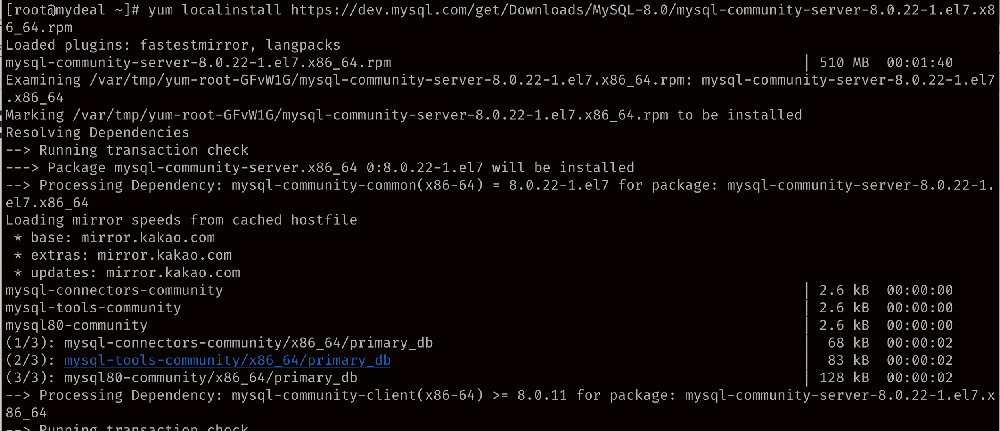 [root@mydeal ~]# yum localinstall https://dev.mysql.com/get/Downloads/MySQL-8.0/mysql-community-server-8.0.22-1.el7.x8
6_64.rpm
Loaded plugins: fastestmirror, langpacks
mysql-community-server-8.0.22-1.el7.x86_64.rpm | 510 MB 00:01:40
Examining /var/tmp/yum-root-GFvW1G/mysql-community-server-8.0.22-1.el7.x86_64.rpm: mysql-community-server-8.0.22-1.el7
.x86_64
Marking /var/tmp/yum-root-GFvW1G/mysql-community-server-8.0.22-1.el7.x86_64.rpm to be installed
Resolving Dependencies
--> Running transaction check
---> Package mysql-community-server.x86_64 0:8.0.22-1.el7 will be installed
--> Processing Dependency: mysql-community-common(x86-64) = 8.0.22-1.el7 for package: mysql-community-server-8.0.22-1.
el7.x86_64
Loading mirror speeds from cached hostfile
* base: mirror.kakao.com
* extras: mirror.kakao.com
* updates: mirror.kakao.com
mysql-connectors-community | 2.6 kB 00:00:00
mysql-tools-community | 2.6 kB 00:00:00
mysql80-community | 2.6 kB 00:00:00
(1/3): mysql-connectors-community/x86_64/primary_db | 68 kB 00:00:02
(2/3): mysql-tools-community/x86_64/primary_db | 83 kB 00:00:02
(3/3): mysql80-community/x86_64/primary_db | 128 kB 00:00:02
--> Processing Dependency: mysql-community-client(x86-64) >= 8.0.11 for package: mysql-community-server-8.0.22-1.el7.x
86_64
--> Running transaction check